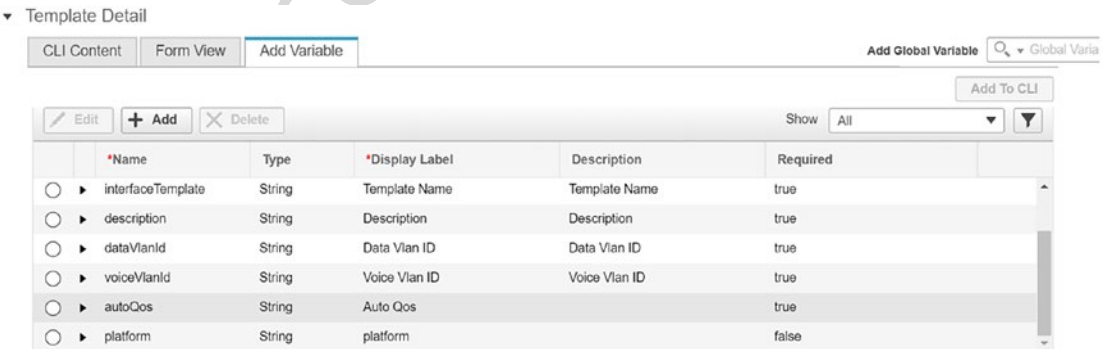 Template Detail
CLI Content Form View Add Variable Add Global Variable Global Varia
Add To CLI
Edit Add Delete Show All
*Name Type *Display Label Description Required
interfaceTemplate String Template Name Template Name true
description String Description Description true
dataVlanId String Data Vlan ID Data Vlan ID true
voiceVlanId String Voice Vlan ID Voice Vlan ID true
autoQos String Auto Qos true
platform String platform false